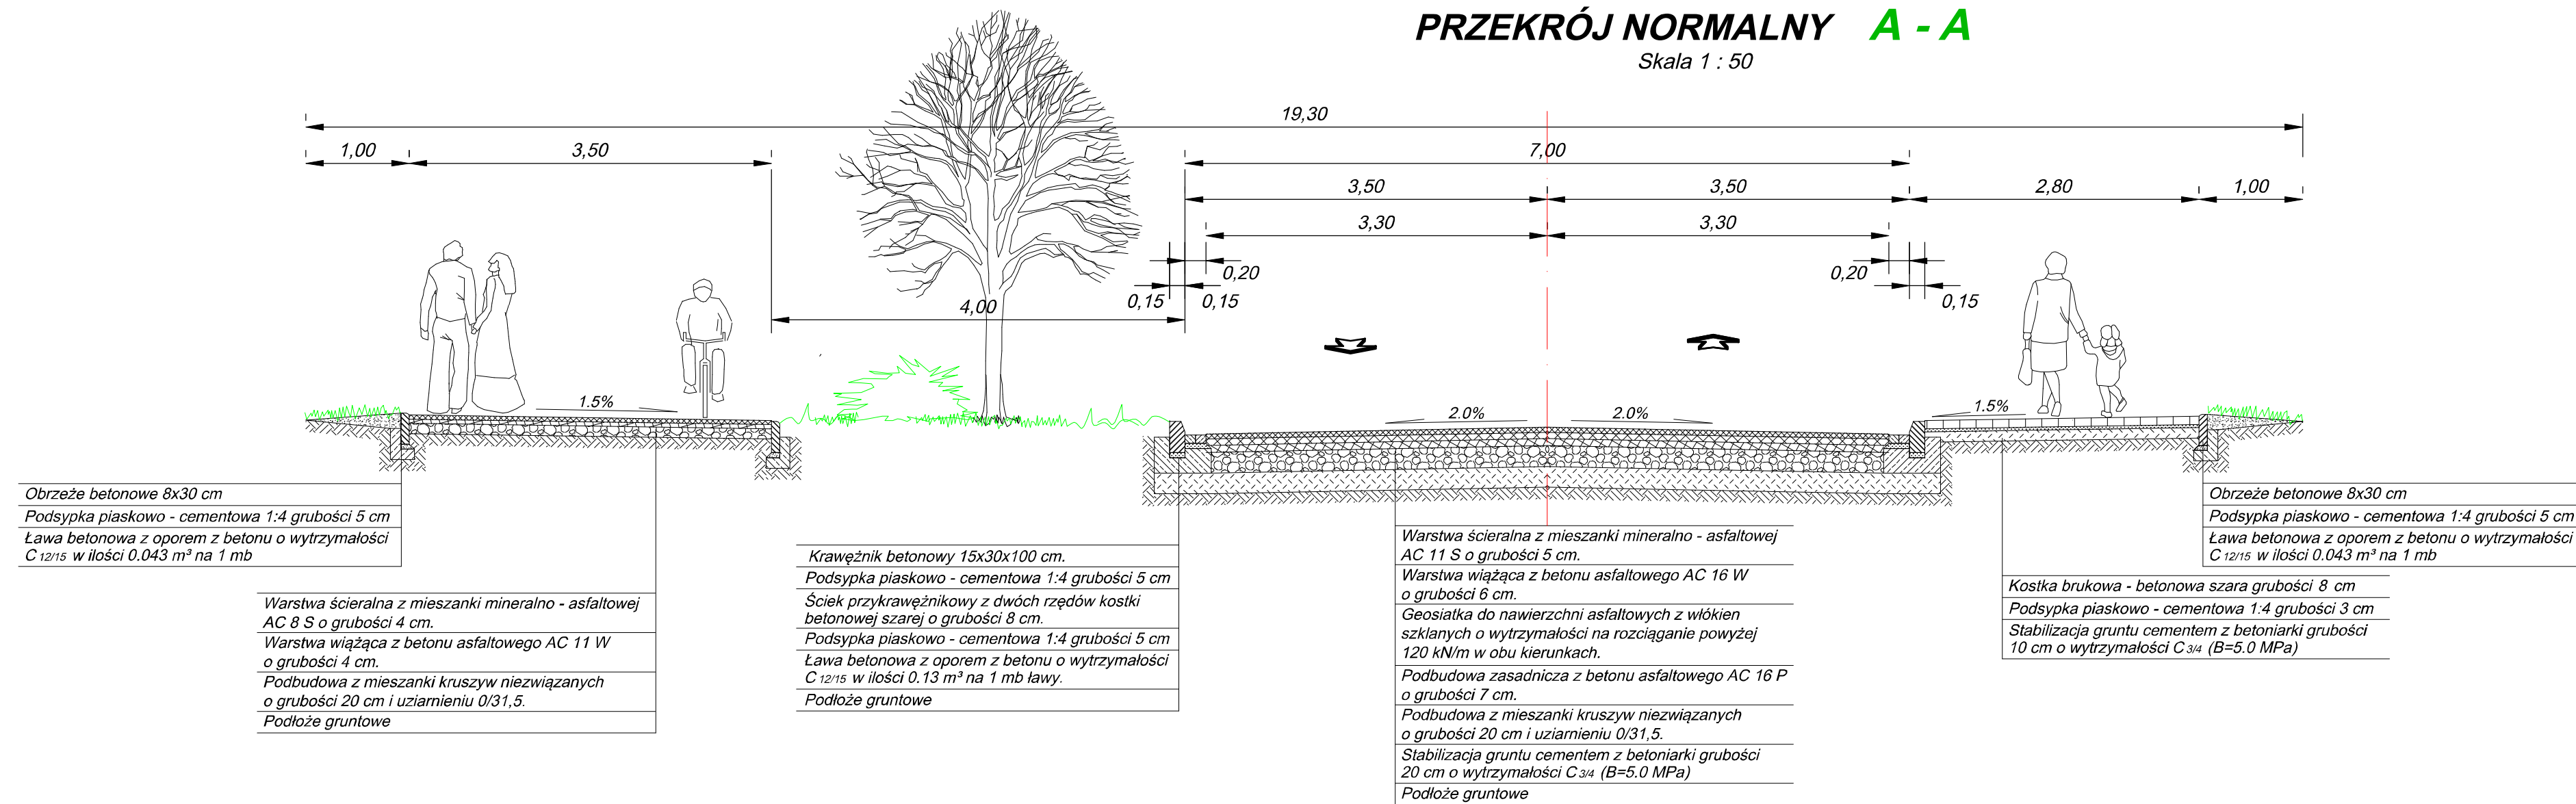 PRZEKRÓJ NORMALNY A - A
Skala 1 : 50
19,30
1,00
3,50
7,00
3,50
3,50
2,80
1,00
3,30
3,30
0,20
0,20
0,15
0,15
0,15
4,00
1.5%
2.0%
2.0%
1.5%
Obrzeże betonowe 8x30 cm
Podsypka piaskowo - cementowa 1:4 grubości 5 cm
Ława betonowa z oporem z betonu o wytrzymałości
C 12/15 w ilości 0.043 m³ na 1 mb
Warstwa ścieralna z mieszanki mineralno - asfaltowej
AC 8 S o grubości 4 cm.
Warstwa wiążąca z betonu asfaltowego AC 11 W
o grubości 4 cm.
Podbudowa z mieszanki kruszyw niezwiązanych
o grubości 20 cm i uziarnieniu 0/31,5.
Podłoże gruntowe
Krawężnik betonowy 15x30x100 cm.
Podsypka piaskowo - cementowa 1:4 grubości 5 cm
Ściek przykrawężnikowy z dwóch rzędów kostki
betonowej szarej o grubości 8 cm.
Podsypka piaskowo - cementowa 1:4 grubości 5 cm
Ława betonowa z oporem z betonu o wytrzymałości
C 12/15 w ilości 0.13 m³ na 1 mb ławy.
Podłoże gruntowe
Warstwa ścieralna z mieszanki mineralno - asfaltowej
AC 11 S o grubości 5 cm.
Warstwa wiążąca z betonu asfaltowego AC 16 W
o grubości 6 cm.
Geosiatka do nawierzchni asfaltowych z włókien
szklanych o wytrzymałości na rozciąganie powyżej
120 kN/m w obu kierunkach.
Podbudowa zasadnicza z betonu asfaltowego AC 16 P
o grubości 7 cm.
Podbudowa z mieszanki kruszyw niezwiązanych
o grubości 20 cm i uziarnieniu 0/31,5.
Stabilizacja gruntu cementem z betoniarki grubości
20 cm o wytrzymałości C 3/4 (B=5.0 MPa)
Podłoże gruntowe
Obrzeże betonowe 8x30 cm
Podsypka piaskowo - cementowa 1:4 grubości 5 cm
Ława betonowa z oporem z betonu o wytrzymałości
C 12/15 w ilości 0.043 m³ na 1 mb
Kostka brukowa - betonowa szara grubości 8 cm
Podsypka piaskowo - cementowa 1:4 grubości 3 cm
Stabilizacja gruntu cementem z betoniarki grubości
10 cm o wytrzymałości C 3/4 (B=5.0 MPa)